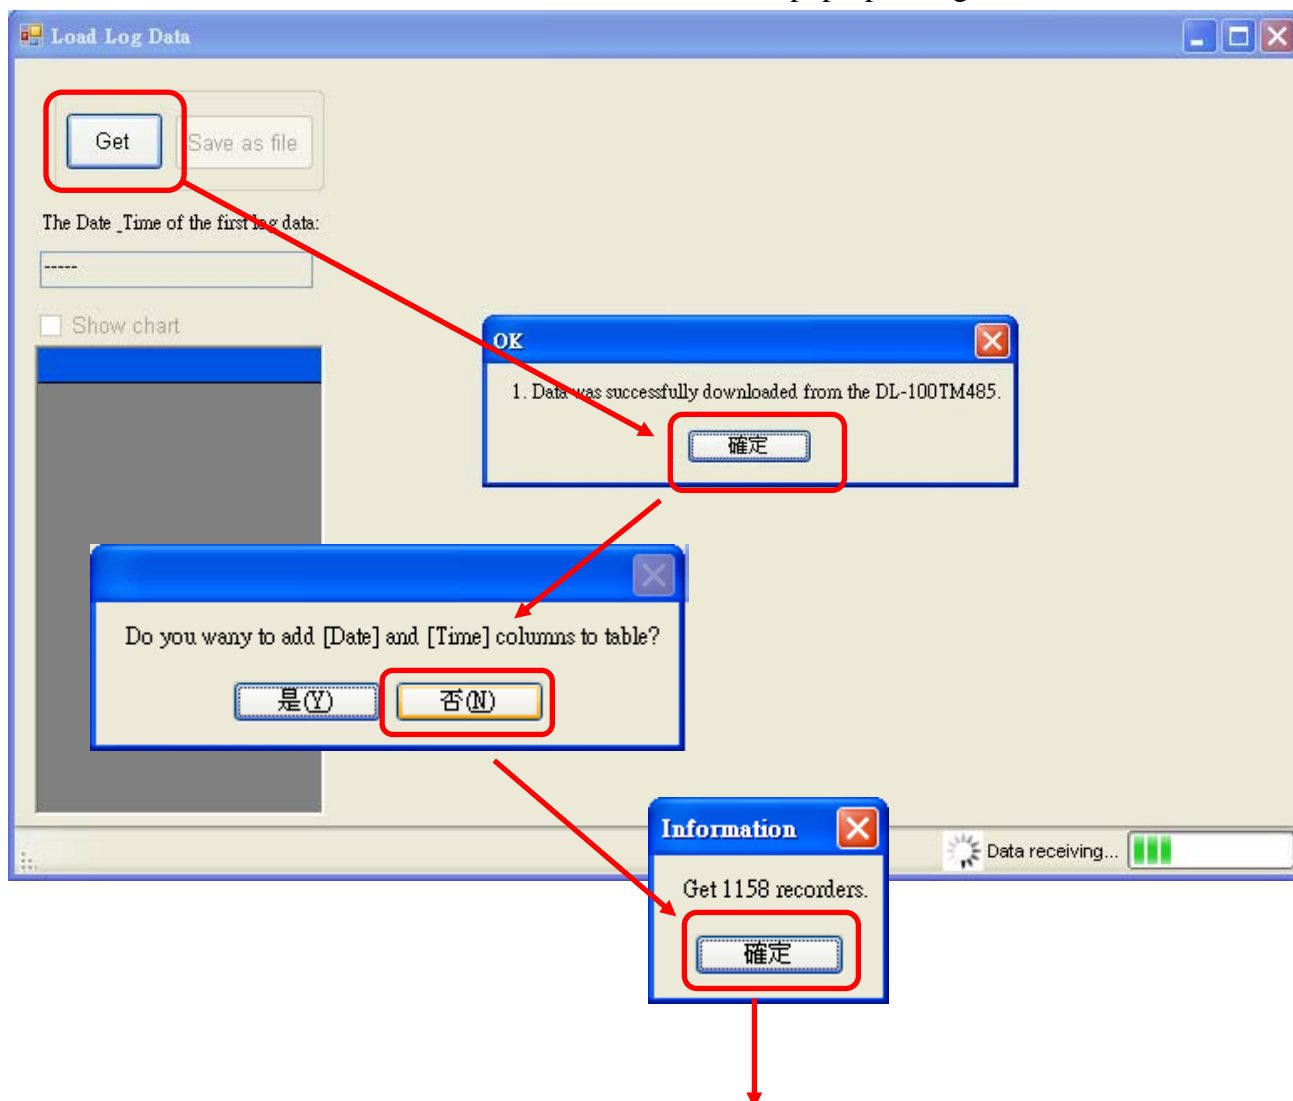 Load Log Data
Get
Save as file
The Date _Time of the first log data:
-----
Show chart
OK
1. Data was successfully downloaded from the DL-100TM485.
確定
Do you wany to add [Date] and [Time] columns to table?
是(Y)
否(N)
Information
Get 1158 recorders.
確定
Data receiving...